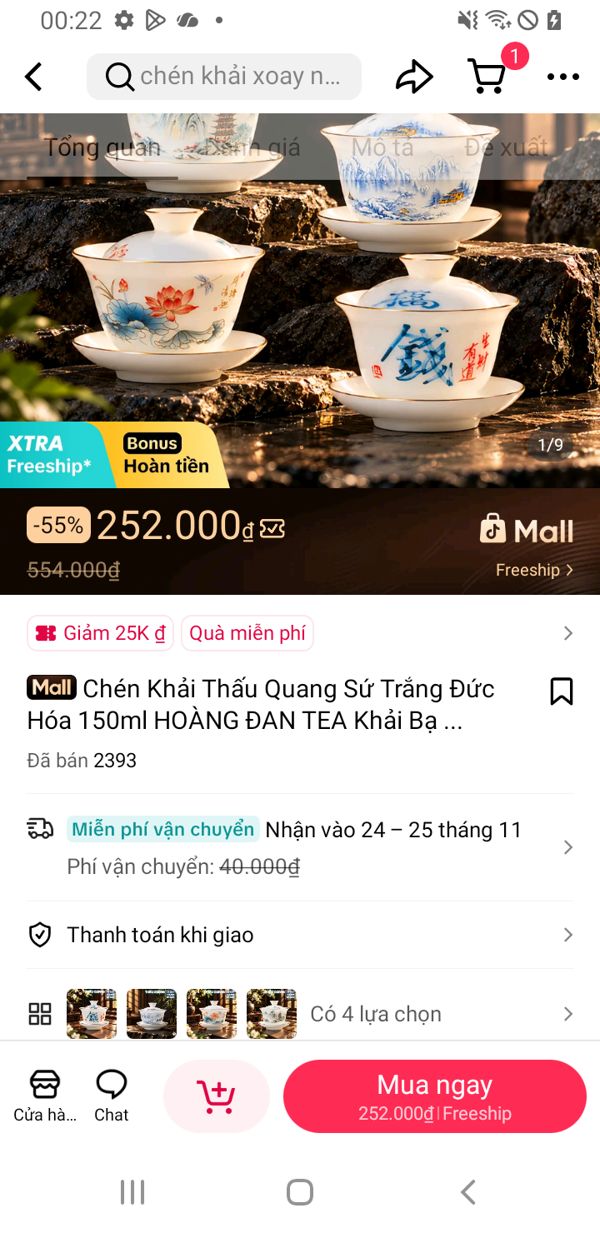 00:22
1
chén khải xoay n...
Tổng quan Đánh giá Mô tả Đề xuất
福
錢
生財
有道
XTRA
Freeship*
Bonus
Hoàn tiền
1/9
-55% 252.000đ
Mall
554.000₫
Freeship
Giảm 25K ₫ Quà miễn phí
Mall Chén Khải Thấu Quang Sứ Trắng Đức
Hóa 150ml HOÀNG ĐAN TEA Khải Bạ ...
Đã bán 2393
Miễn phí vận chuyển Nhận vào 24 – 25 tháng 11
Phí vận chuyển: 40.000₫
Thanh toán khi giao
Có 4 lựa chọn
Cửa hà...
Chat
Mua ngay
252.000₫ | Freeship